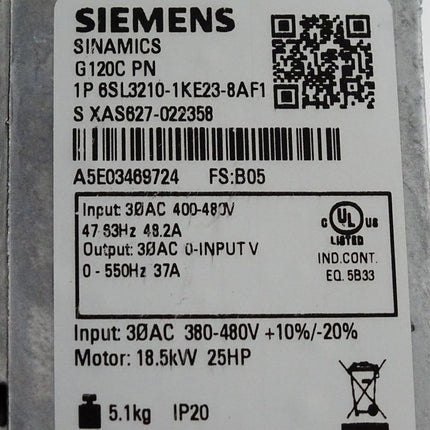 SIEMENS
SINAMICS
G120C PN
1P 6SL3210-1KE23-8AF1
S XAS627-022358
A5E03469724 FS:B05
Input: 3ØAC 400-480V
47 63Hz 48.2A
Output: 3ØAC 0-INPUT V
0 - 550Hz 37A
C UL US
LISTED
IND.CONT.
EQ. 5B33
Input: 3ØAC 380-480V +10%/-20%
Motor: 18.5kW 25HP
5.1kg IP20